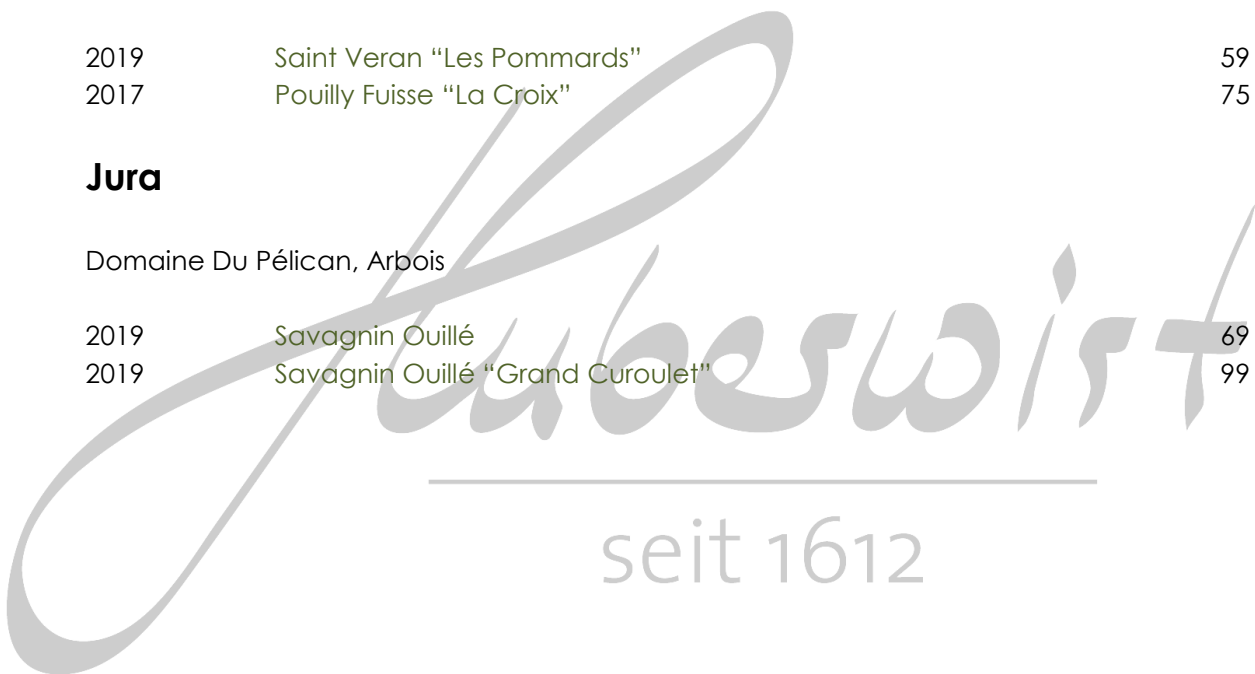 2019 Saint Veran “Les Pommards” 59
2017 Pouilly Fuisse “La Croix” 75
Jura
Domaine Du Pélican, Arbois
2019 Savagnin Ouillé 69
2019 Savagnin Ouillé “Grand Curoulet” 99
Huberwirt
seit 1612